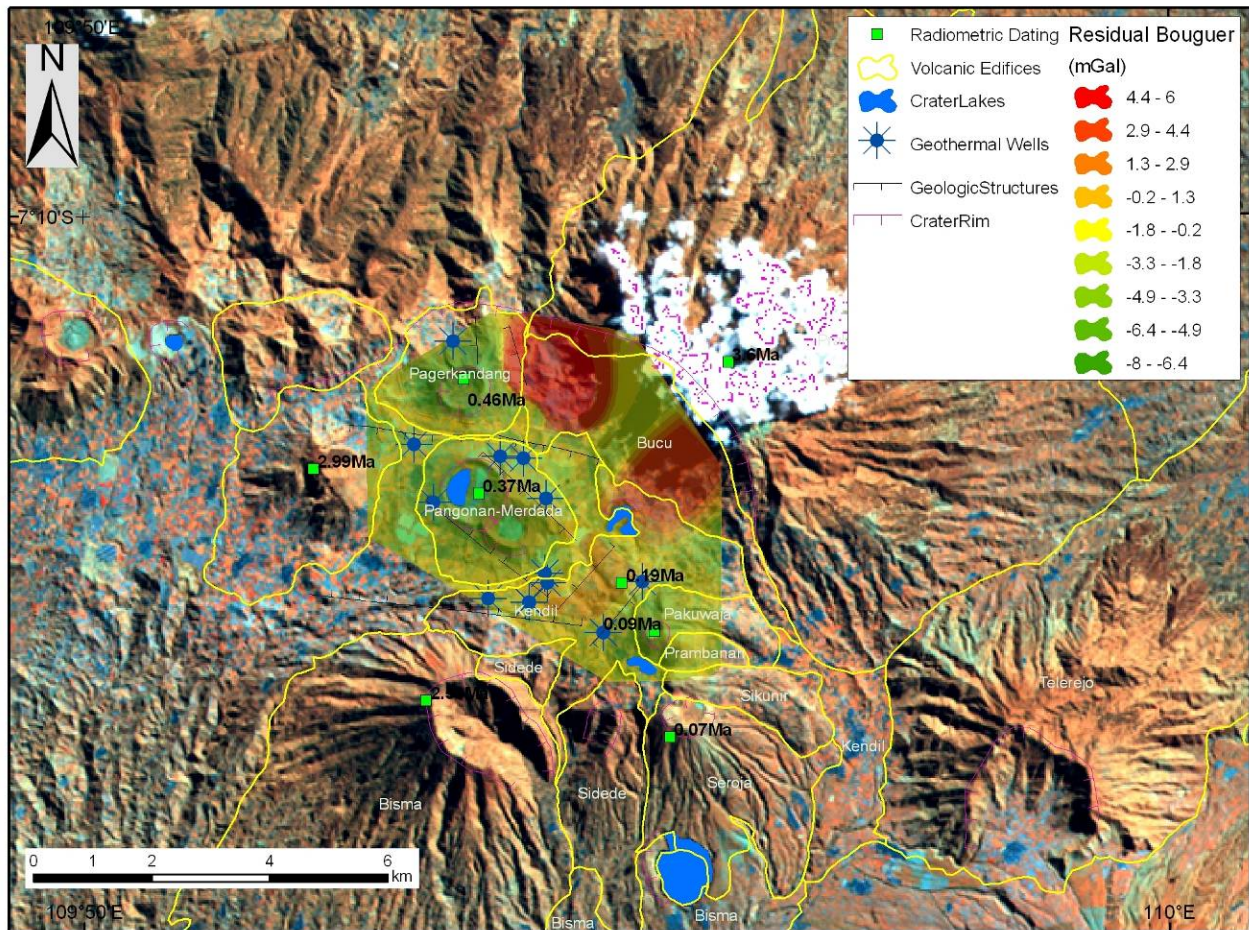 109°50'E
N
7°10'S
Radiometric Dating
Volcanic Edifices
CraterLakes
Geothermal Wells
GeologicStructures
CraterRim
Residual Bouguer
(mGal)
4.4 - 6
2.9 - 4.4
1.3 - 2.9
-0.2 - 1.3
-1.8 - -0.2
-3.3 - -1.8
-4.9 - -3.3
-6.4 - -4.9
-8 - -6.4
3.6Ma
Pagerkandang
0.46Ma
Bucu
2.99Ma
0.37Ma
Pangonan-Merdada
0.19Ma
Kendil
0.09Ma
Pakuwaja
Prambanan
Sidede
Sikunir
Telerejo
0.07Ma
Kendil
Bisma
Sidede
Seroja
0 1 2 4 6
km
Bisma
Bisma
109°50'E
110°E